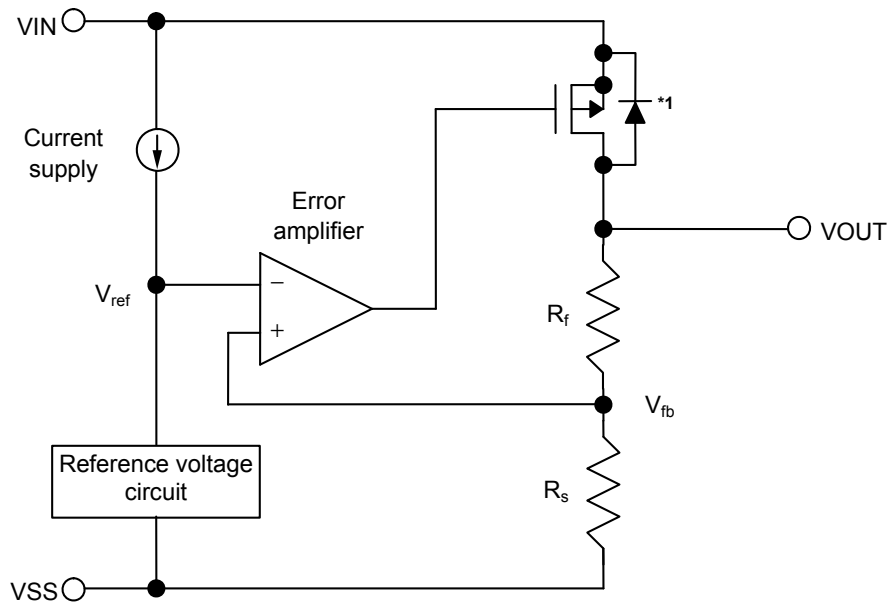 VIN
*1
Current
supply
Error
amplifier
VOUT
Vref
−
+
Rf
Vfb
Reference voltage
circuit
Rs
VSS